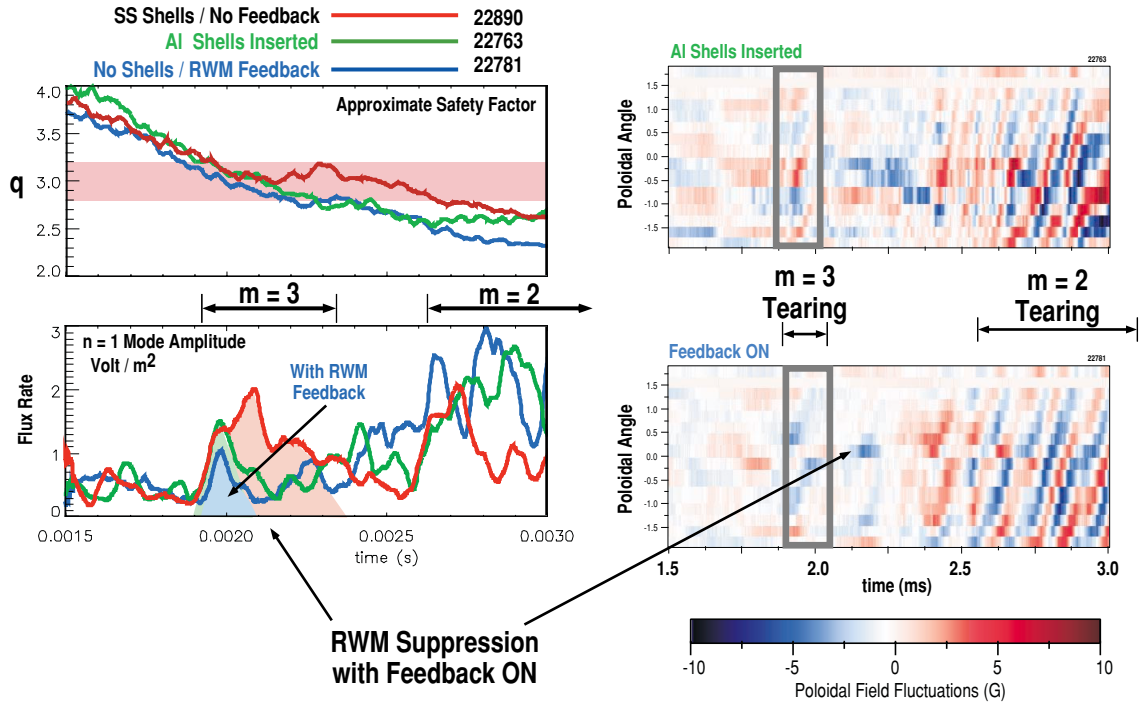 SS Shells / No Feedback 22890
Al Shells Inserted 22763
No Shells / RWM Feedback 22781
Approximate Safety Factor
q
4.0
3.5
3.0
2.5
2.0
m = 3
m = 2
n = 1 Mode Amplitude
Volt / m²
With RWM
Feedback
Flux Rate
3
2
1
0
0.0015 0.0020 0.0025 0.0030
time (s)
RWM Suppression
with Feedback ON
Al Shells Inserted
22763
Poloidal Angle
1.5
1.0
0.5
0.0
-0.5
-1.0
-1.5
m = 3
Tearing
m = 2
Tearing
Feedback ON
22781
Poloidal Angle
1.5
1.0
0.5
0.0
-0.5
-1.0
-1.5
1.5 2.0 2.5 3.0
time (ms)
-10 -5 0 5 10
Poloidal Field Fluctuations (G)